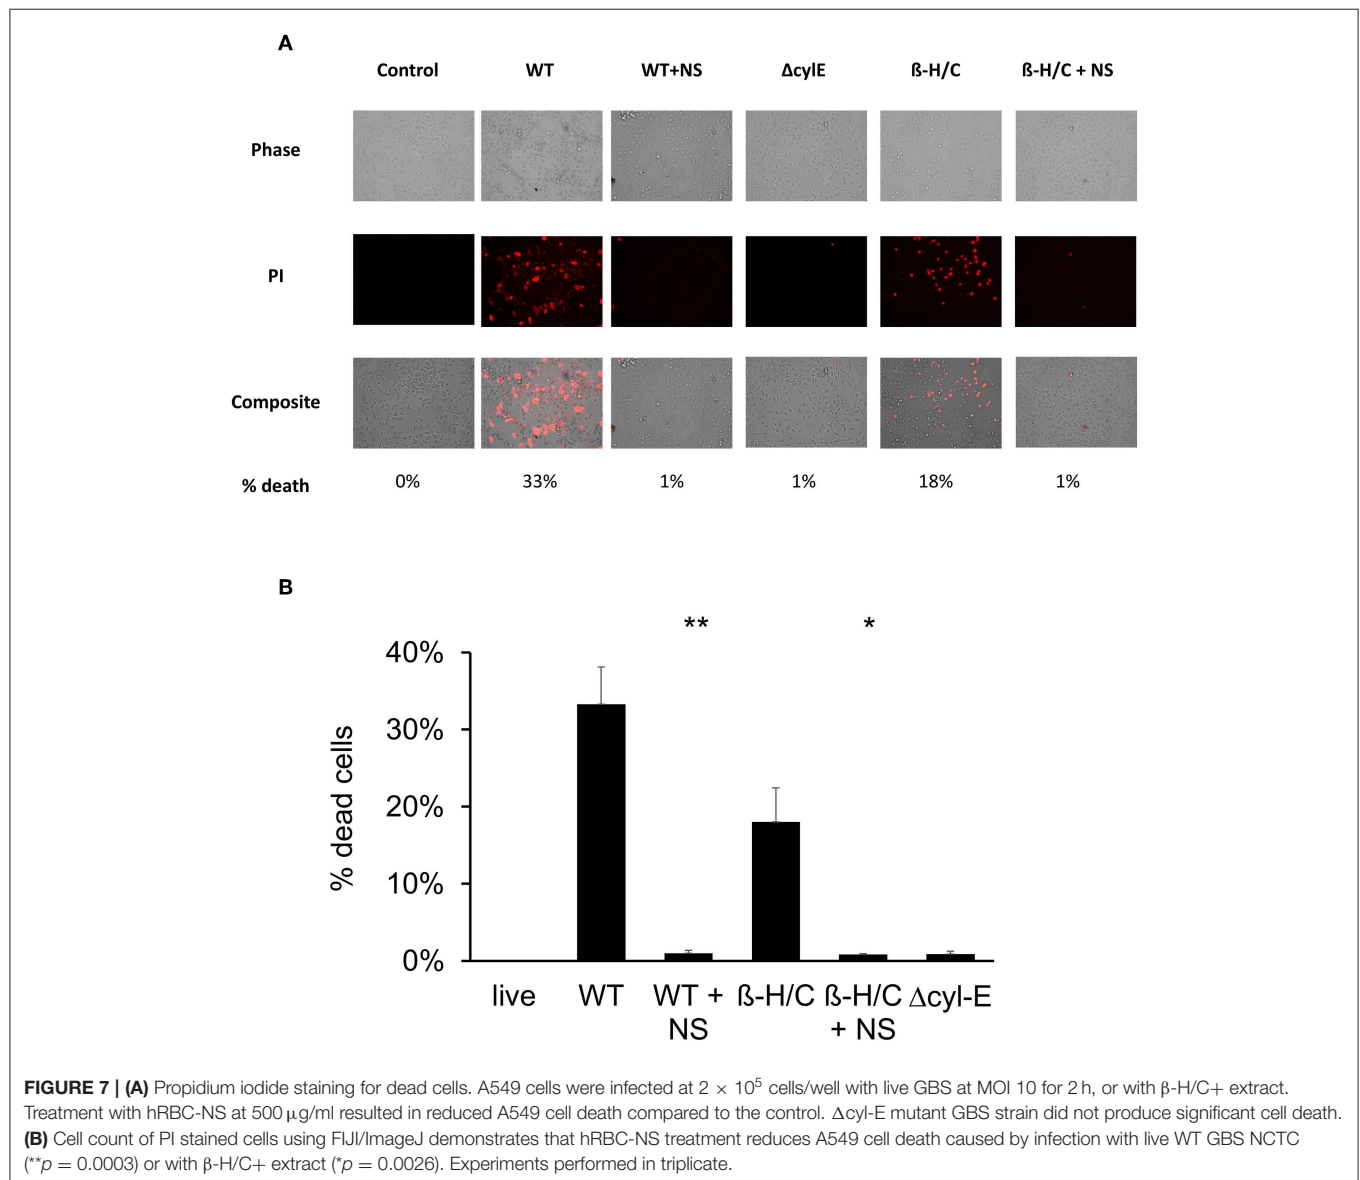 A
Control WT WT+NS ΔcylE ß-H/C ß-H/C + NS
Phase
PI
Composite
% death 0% 33% 1% 1% 18% 1%
B
** *
40%
30%
20%
10%
0%
% dead cells
live WT WT + ß-H/C ß-H/C Δcyl-E
NS + NS
FIGURE 7 | (A) Propidium iodide staining for dead cells. A549 cells were infected at 2 × 10⁵ cells/well with live GBS at MOI 10 for 2 h, or with β-H/C+ extract.
Treatment with hRBC-NS at 500 μg/ml resulted in reduced A549 cell death compared to the control. Δcyl-E mutant GBS strain did not produce significant cell death.
(B) Cell count of PI stained cells using FIJI/ImageJ demonstrates that hRBC-NS treatment reduces A549 cell death caused by infection with live WT GBS NCTC
(**p = 0.0003) or with β-H/C+ extract (*p = 0.0026). Experiments performed in triplicate.